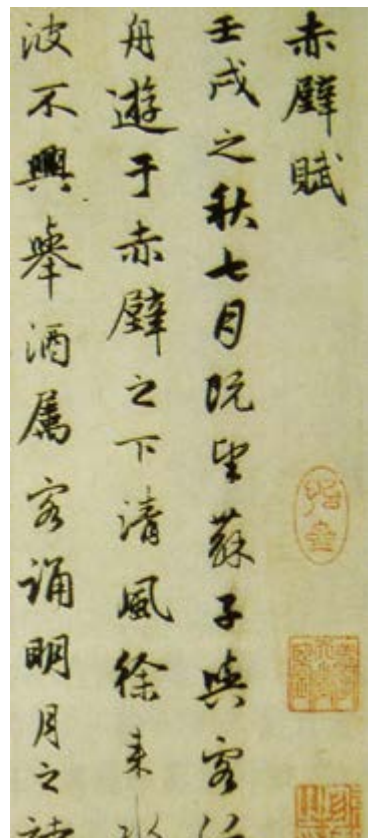 赤壁賦
壬戌之秋七月既望蘇子與客
舟遊于赤壁之下清風徐來
波不興舉酒屬客誦明月之